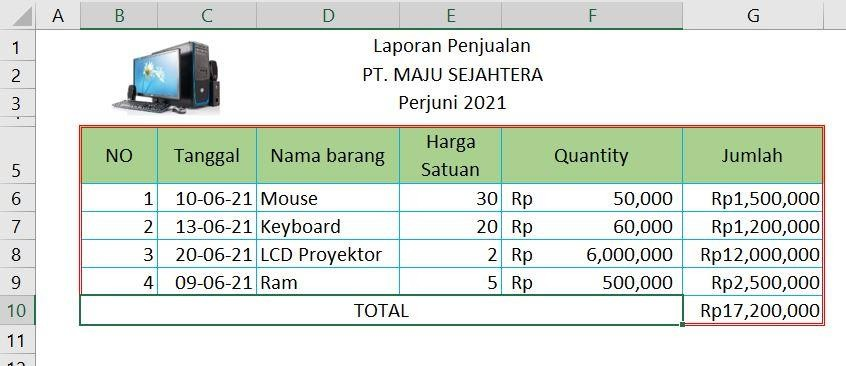 A B C D E F G
1 Laporan Penjualan
2 PT. MAJU SEJAHTERA
3 Perjuni 2021
5 NO Tanggal Nama barang Harga Satuan Quantity Jumlah
6 1 10-06-21 Mouse 30 Rp 50,000 Rp1,500,000
7 2 13-06-21 Keyboard 20 Rp 60,000 Rp1,200,000
8 3 20-06-21 LCD Proyektor 2 Rp 6,000,000 Rp12,000,000
9 4 09-06-21 Ram 5 Rp 500,000 Rp2,500,000
10 TOTAL Rp17,200,000
11